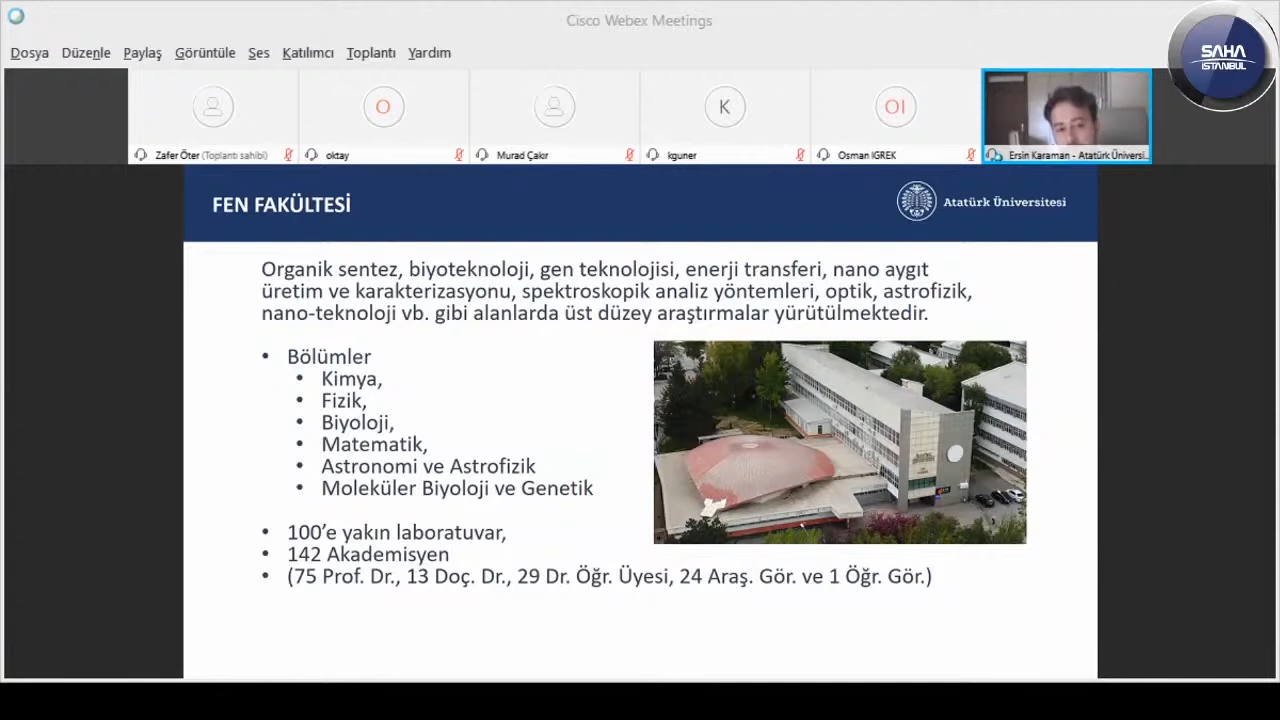 Cisco Webex Meetings
SAHA
İSTANBUL
Dosya Düzenle Paylaş Görüntüle Ses Katılımcı Toplantı Yardım
O
K
OI
Zafer Öter (Toplantı sahibi)
oktay
Murad Çakır
kguner
Osman IGREK
Ersin Karaman - Atatürk Üniversi...
FEN FAKÜLTESİ
Atatürk Üniversitesi
Organik sentez, biyoteknoloji, gen teknolojisi, enerji transferi, nano aygıt
üretim ve karakterizasyonu, spektroskopik analiz yöntemleri, optik, astrofizik,
nano-teknoloji vb. gibi alanlarda üst düzey araştırmalar yürütülmektedir.
• Bölümler
• Kimya,
• Fizik,
• Biyoloji,
• Matematik,
• Astronomi ve Astrofizik
• Moleküler Biyoloji ve Genetik
• 100’e yakın laboratuvar,
• 142 Akademisyen
• (75 Prof. Dr., 13 Doç. Dr., 29 Dr. Öğr. Üyesi, 24 Araş. Gör. ve 1 Öğr. Gör.)